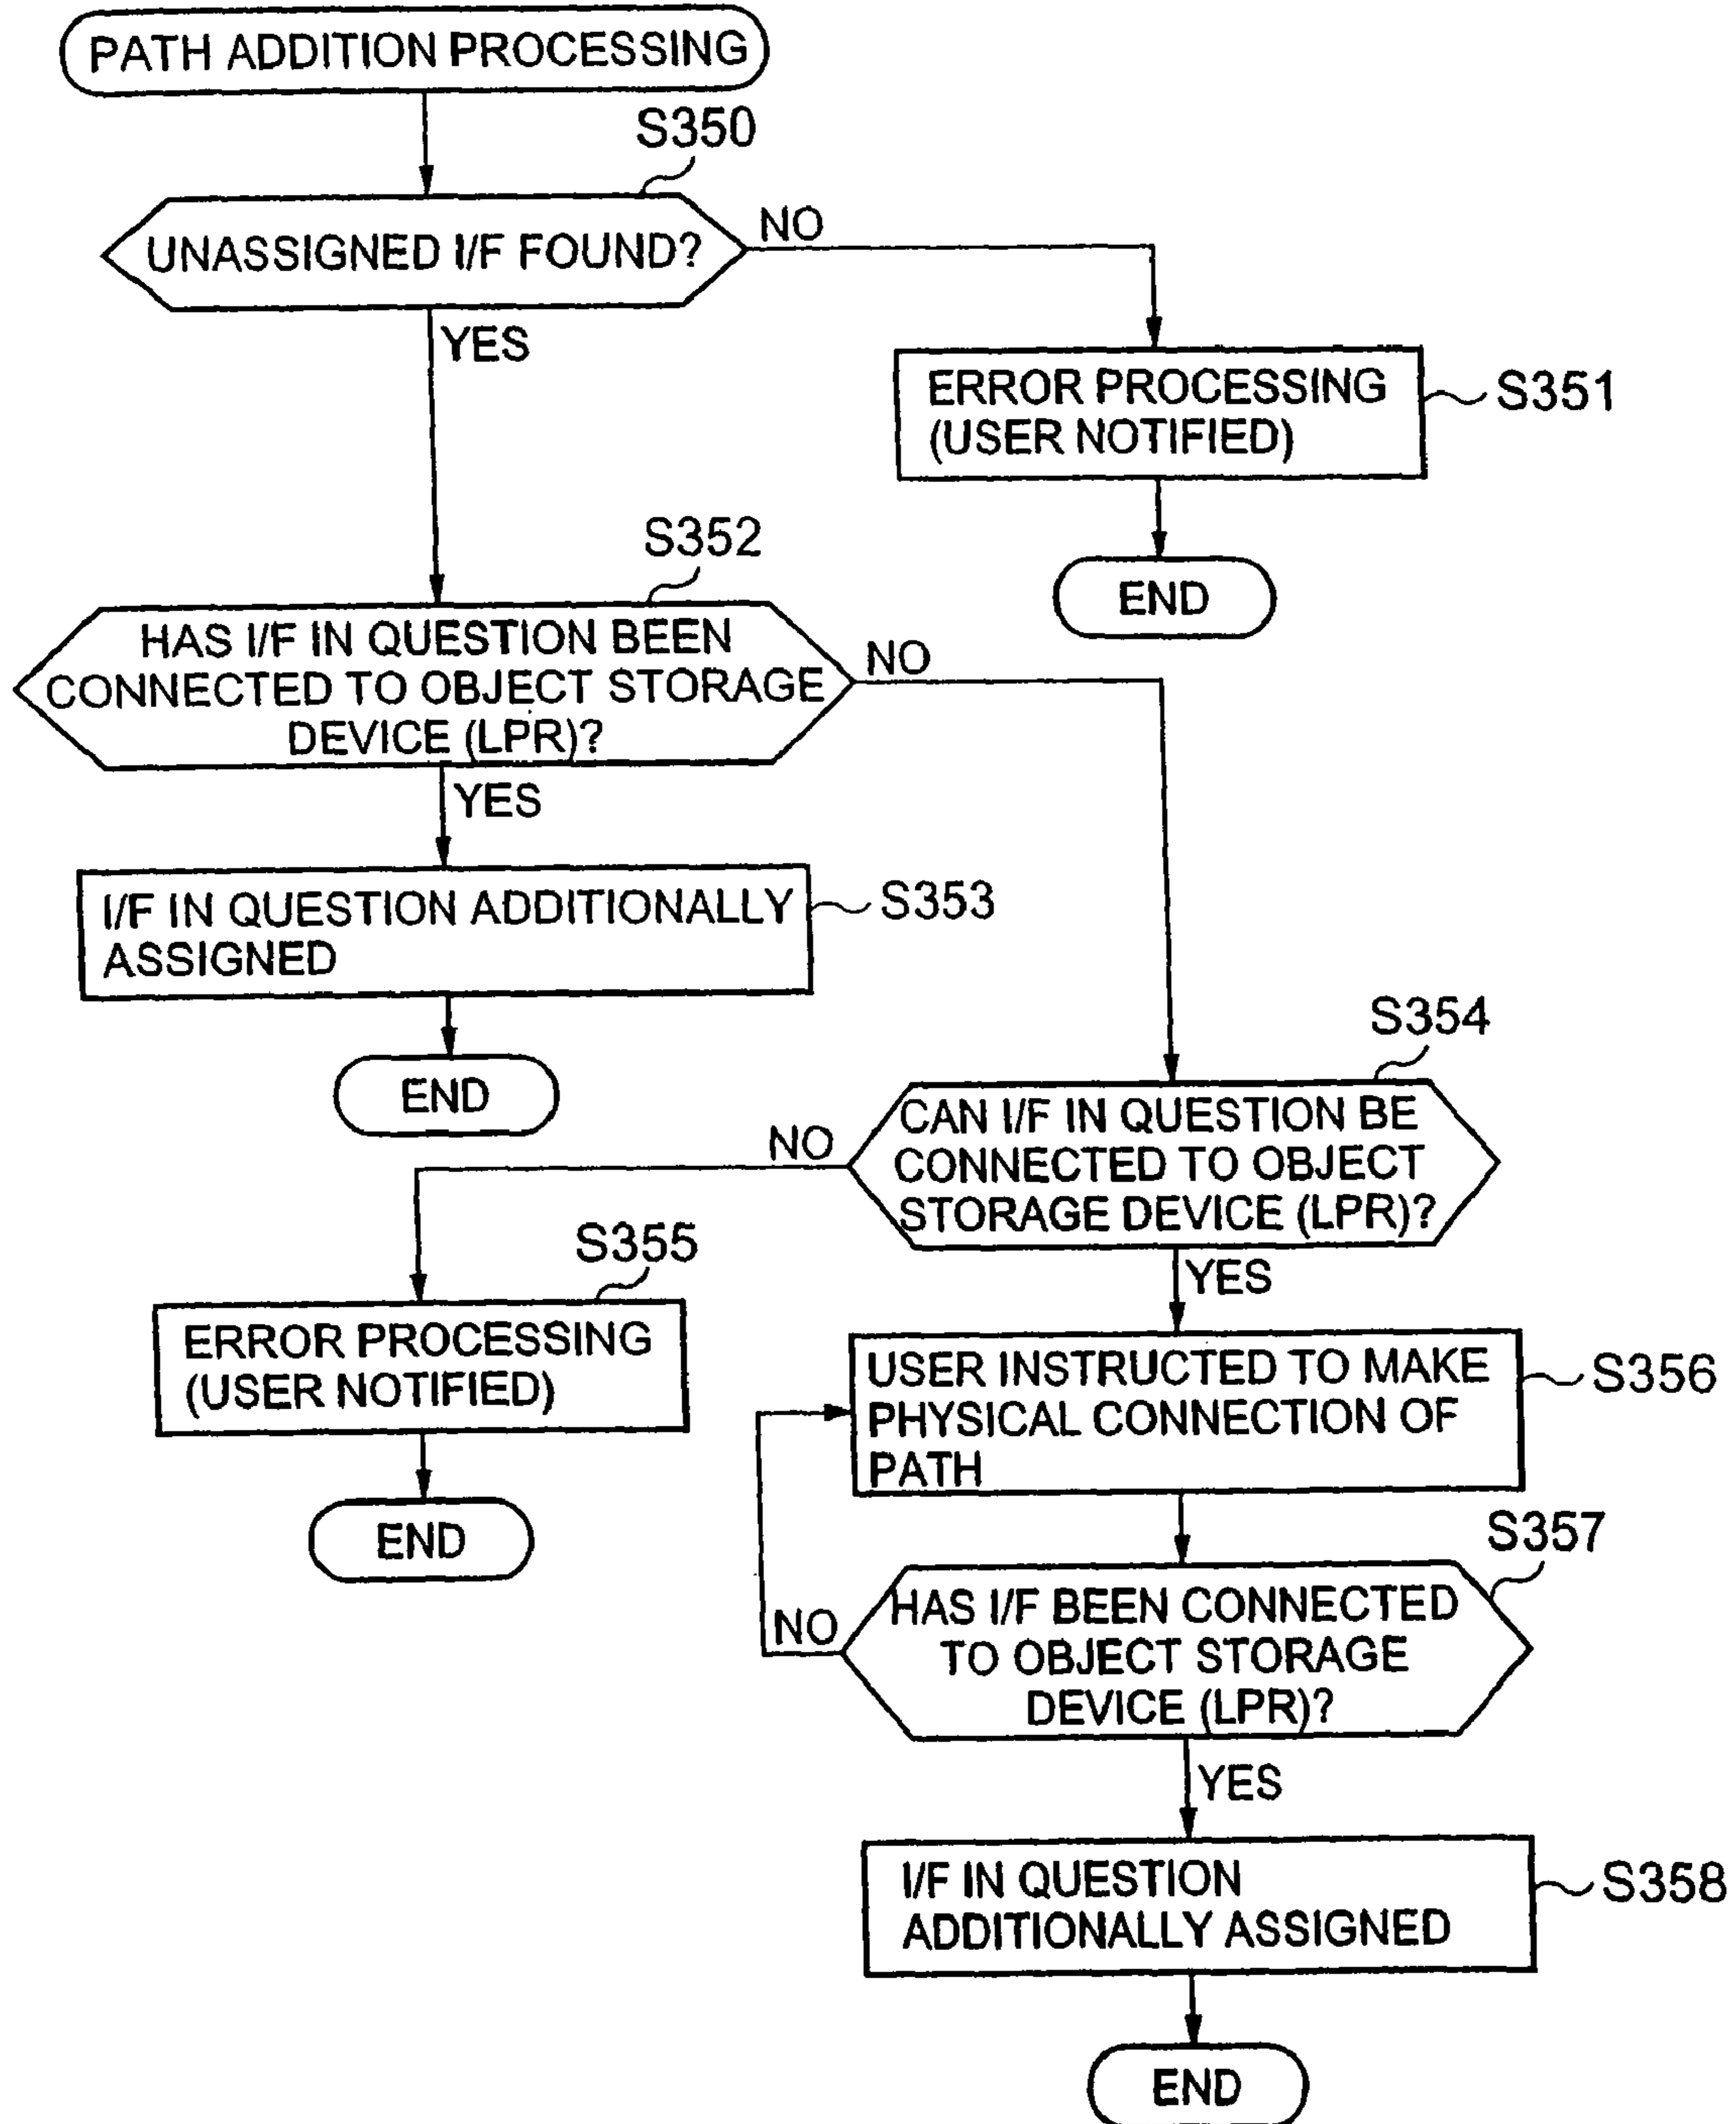 PATH ADDITION PROCESSING
S350
UNASSIGNED I/F FOUND?
NO
YES
ERROR PROCESSING
(USER NOTIFIED)
S351
END
S352
HAS I/F IN QUESTION BEEN
CONNECTED TO OBJECT STORAGE
DEVICE (LPR)?
NO
YES
I/F IN QUESTION ADDITIONALLY
ASSIGNED
S353
END
S354
CAN I/F IN QUESTION BE
CONNECTED TO OBJECT
STORAGE DEVICE (LPR)?
NO
YES
S355
ERROR PROCESSING
(USER NOTIFIED)
END
USER INSTRUCTED TO MAKE
PHYSICAL CONNECTION OF
PATH
S356
S357
HAS I/F BEEN CONNECTED
TO OBJECT STORAGE
DEVICE (LPR)?
NO
YES
I/F IN QUESTION
ADDITIONALLY ASSIGNED
S358
END